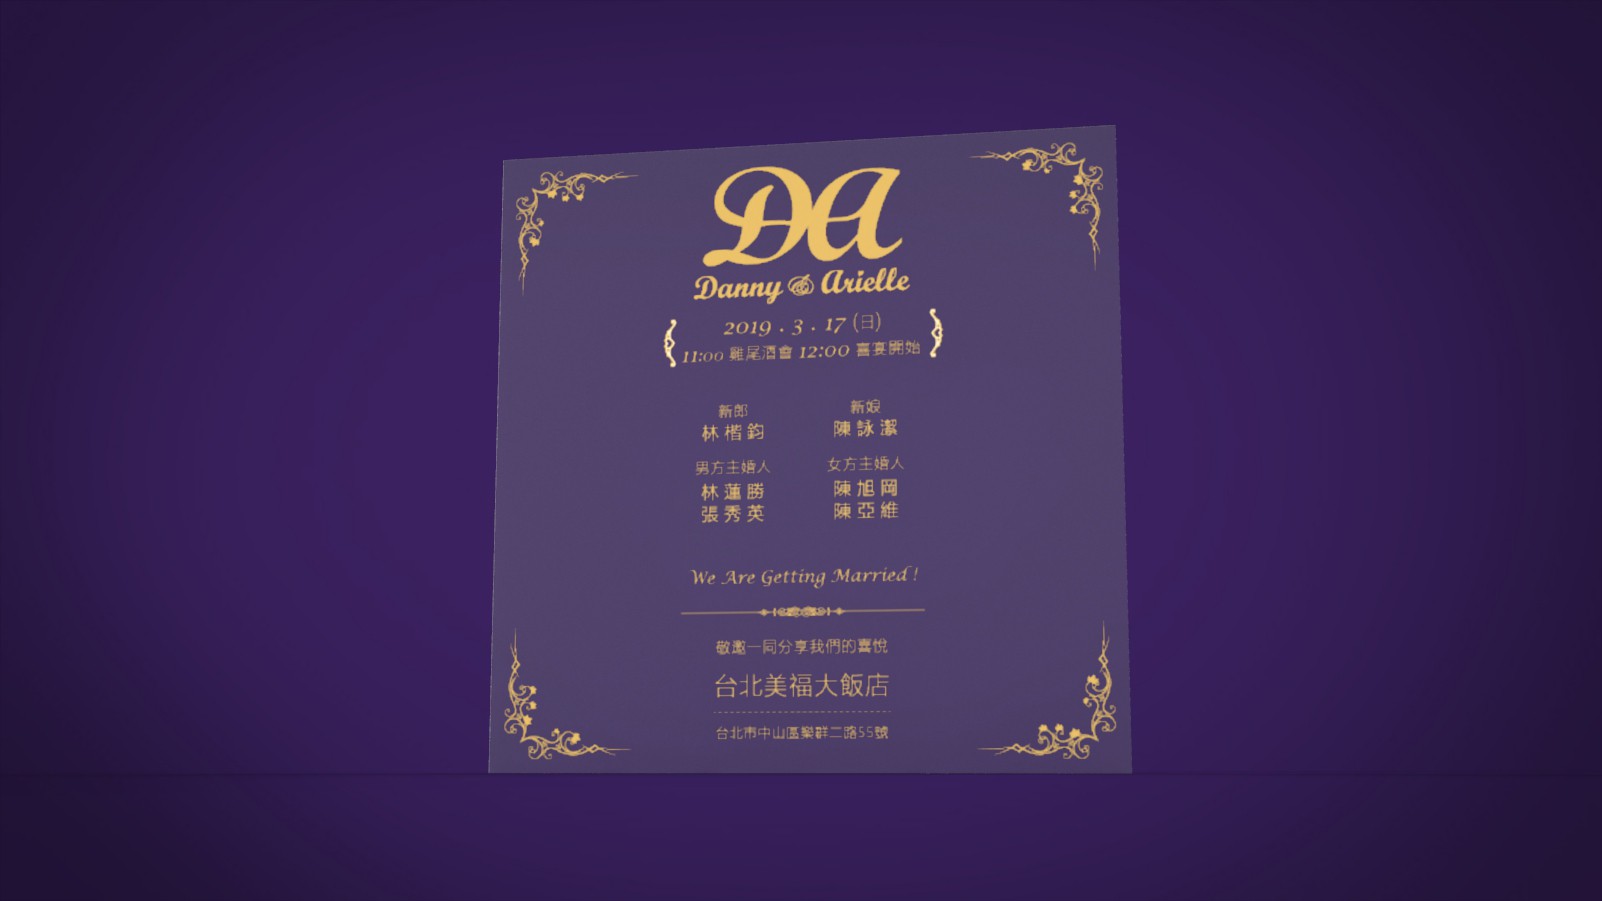 DA
Danny & Arielle
2019 . 3 . 17 (日)
11:00 雞尾酒會 12:00 喜宴開始
新郎 新娘
林楷鈞 陳詠潔
男方主婚人 女方主婚人
林蓮勝 陳旭岡
張秀英 陳亞維
We Are Getting Married !
敬邀一同分享我們的喜悅
台北美福大飯店
台北市中山區樂群二路55號